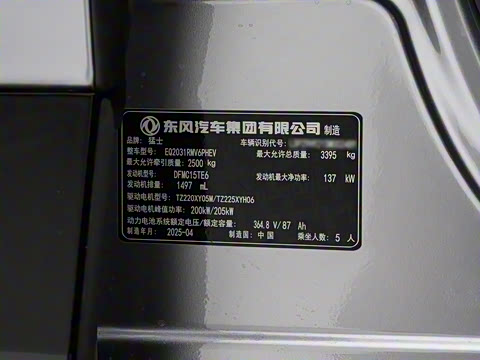 东风汽车集团有限公司 制造
品牌: 猛士 车辆识别代号:
整车型号: EQ2031RMV6PHEV 最大允许总质量: 3395 kg
最大允许牵引质量: 2500 kg
发动机型号: DFMC15TE6 发动机最大净功率: 137 kW
发动机排量: 1497 mL
驱动电机型号: TZ220XY05M/TZ225XYH06
驱动电机峰值功率: 200kW/205kW
动力电池系统额定电压/额定容量: 364.8 V/87 Ah
制造年月: 2025-04 制造国: 中国 乘坐人数: 5 人